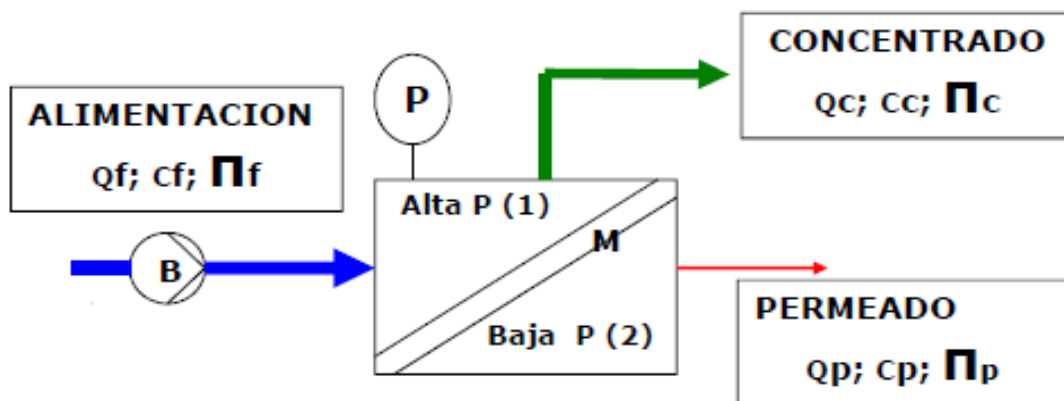 ALIMENTACION
Qf; Cf; Πf
B
P
Alta P (1)
M
Baja P (2)
CONCENTRADO
Qc; Cc; Πc
PERMEADO
Qp; Cp; Πp